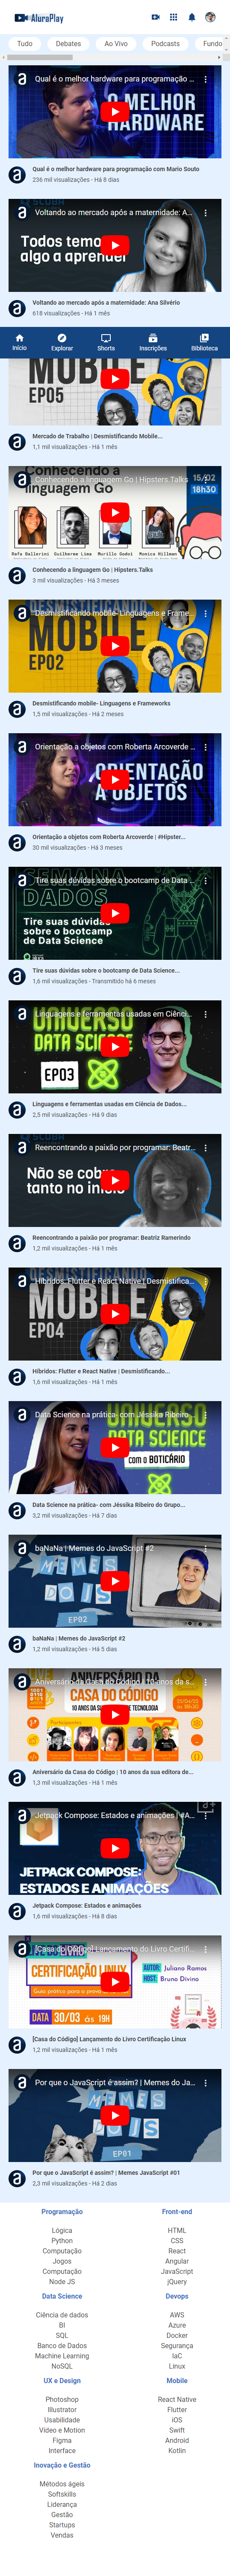 AluraPlay
Tudo
Debates
Ao Vivo
Podcasts
Fundo
Qual é o melhor hardware para programação ...
O MELHOR
HARDWARE
Qual é o melhor hardware para programação com Mario Souto
236 mil visualizações - Há 8 dias
Voltando ao mercado após a maternidade: A...
Todos temos
algo a aprender
Voltando ao mercado após a maternidade: Ana Silvério
618 visualizações - Há 1 mês
Início
Explorar
Shorts
Inscrições
Biblioteca
MOBILE
EP05
Mercado de Trabalho | Desmistificando Mobile...
1,1 mil visualizações - Há 1 mês
Conhecendo a linguagem Go | Hipsters.Talks
Conhecendo a
linguagem Go
15/02
18h30
Rafa Ballerini
Guilherme Lima
Murillo Godoi
Monica Hillman
Conhecendo a linguagem Go | Hipsters.Talks
3 mil visualizações - Há 3 meses
Desmistificando mobile- Linguagens e Frame...
MOBILE
EP02
Desmistificando mobile- Linguagens e Frameworks
1,5 mil visualizações - Há 2 meses
Orientação a objetos com Roberta Arcoverde ...
ORIENTAÇÃO
A OBJETOS
Orientação a objetos com Roberta Arcoverde | #Hipster...
30 mil visualizações - Há 3 meses
Tire suas dúvidas sobre o bootcamp de Data ...
SEMANA
DADOS
Tire suas dúvidas
sobre o bootcamp
de Data Science
Tire suas dúvidas sobre o bootcamp de Data Science...
1,6 mil visualizações - Transmitido há 6 meses
Linguagens e ferramentas usadas em Ciênci...
UNIVERSO
DATA SCIENCE
EP03
Linguagens e ferramentas usadas em Ciência de Dados...
2,5 mil visualizações - Há 9 dias
Reencontrando a paixão por programar: Beatr...
Não se cobre
tanto no início
Reencontrando a paixão por programar: Beatriz Ramerindo
1,2 mil visualizações - Há 1 mês
Híbridos: Flutter e React Native | Desmistifica...
MOBILE
EP04
Híbridos: Flutter e React Native | Desmistificando...
1,6 mil visualizações - Há 1 mês
Data Science na prática- com Jéssika Ribeiro ...
UNIVERSO
DATA SCIENCE
com O BOTICÁRIO
Data Science na prática- com Jéssika Ribeiro do Grupo...
3,2 mil visualizações - Há 7 dias
baNaNa | Memes do JavaScript #2
EP02
baNaNa | Memes do JavaScript #2
1,2 mil visualizações - Há 5 dias
Aniversário da Casa do Código | 10 anos da s...
ANIVERSÁRIO DA
CASA DO CÓDIGO
Aniversário da Casa do Código | 10 anos da sua editora de...
1,3 mil visualizações - Há 1 mês
Jetpack Compose: Estados e animações | #A...
JETPACK COMPOSE:
ESTADOS E ANIMAÇÕES
Jetpack Compose: Estados e animações
1,6 mil visualizações - Há 8 dias
[Casa do Código] Lançamento do Livro Certifi...
CERTIFICAÇÃO LINUX
Guia prático para a prova
AUTOR: Juliano Ramos
HOST: Bruno Divino
DATA: 30/03 às 19H
[Casa do Código] Lançamento do Livro Certificação Linux
1,2 mil visualizações - Há 1 mês
Por que o JavaScript é assim? | Memes do Ja...
MEMES
DOIS
EP01
Por que o JavaScript é assim? | Memes JavaScript #01
2,3 mil visualizações - Há 2 dias
Programação
Lógica
Python
Computação
Jogos
Computação
Node JS
Front-end
HTML
CSS
React
Angular
JavaScript
jQuery
Data Science
Ciência de dados
BI
SQL
Banco de Dados
Machine Learning
NoSQL
Devops
AWS
Azure
Docker
Segurança
IaC
Linux
UX e Design
Photoshop
Illustrator
Usabilidade
Vídeo e Motion
Figma
Interface
Mobile
React Native
Flutter
iOS
Swift
Android
Kotlin
Inovação e Gestão
Métodos ágeis
Softskills
Liderança
Gestão
Startups
Vendas